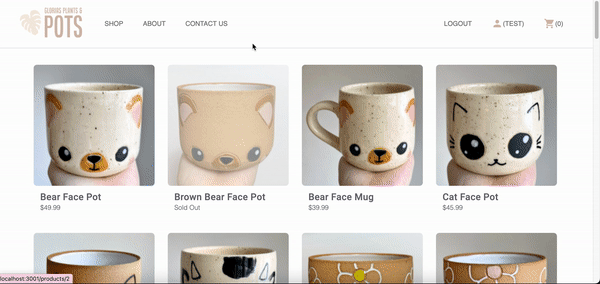 GLORIAS PLANTS &
POTS
SHOP
ABOUT
CONTACT US
LOGOUT
(TEST)
(0)
Bear Face Pot
$49.99
Brown Bear Face Pot
Sold Out
Bear Face Mug
$39.99
Cat Face Pot
$45.99
localhost:3001/products/2